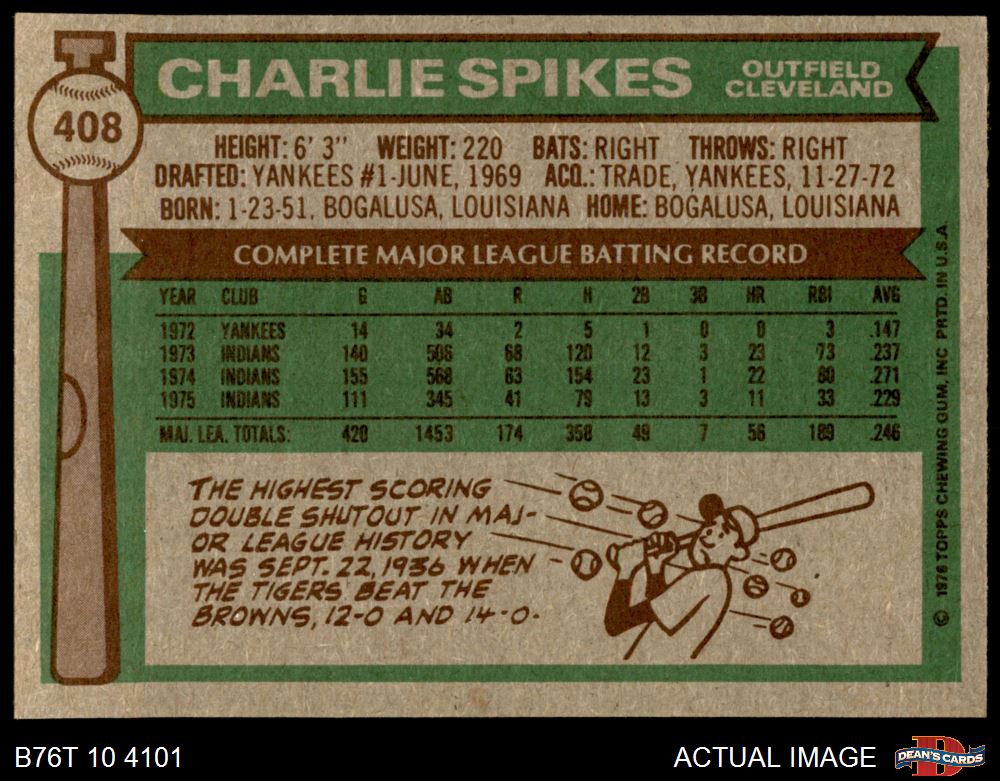 408
CHARLIE SPIKES
OUTFIELD
CLEVELAND
HEIGHT: 6' 3" WEIGHT: 220 BATS: RIGHT THROWS: RIGHT
DRAFTED: YANKEES #1-JUNE, 1969 ACQ.: TRADE, YANKEES, 11-27-72
BORN: 1-23-51, BOGALUSA, LOUISIANA HOME: BOGALUSA, LOUISIANA
COMPLETE MAJOR LEAGUE BATTING RECORD
YEAR CLUB G AB R H 2B 3B HR RBI AVG
1972 YANKEES 14 34 2 5 1 0 0 3 .147
1973 INDIANS 140 506 68 120 12 3 23 73 .237
1974 INDIANS 155 568 63 154 23 1 22 80 .271
1975 INDIANS 111 345 41 79 13 3 11 33 .229
MAJ. LEA. TOTALS: 420 1453 174 358 49 7 56 189 .246
THE HIGHEST SCORING
DOUBLE SHUTOUT IN MAJ-
OR LEAGUE HISTORY
WAS SEPT. 22, 1936 WHEN
THE TIGERS BEAT THE
BROWNS, 12-0 AND 14-0.
© 1976 TOPPS CHEWING GUM, INC PRTD. IN U.S.A.
B76T 10 4101
ACTUAL IMAGE
D
DEAN'S CARDS